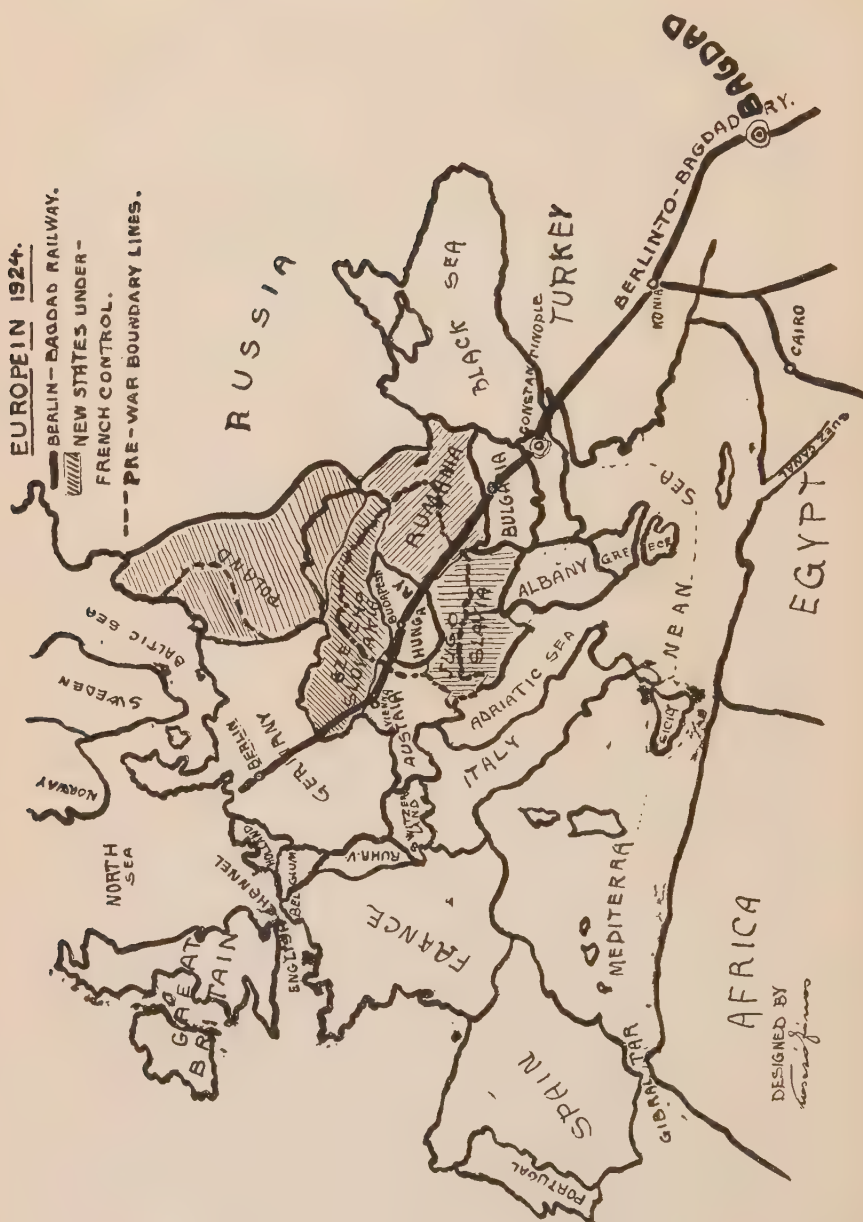 EUROPE IN 1924.
BERLIN-BAGDAD RAILWAY.
NEW STATES UNDER-
FRENCH CONTROL.
PRE-WAR BOUNDARY LINES.
NORWAY
SWEDEN
BALTIC SEA
NORTH
SEA
GREAT
BRITAIN
ENGLISH CHANNEL
HOLLAND
BELGIUM
RUHR.V.
BERLIN
GERMANY
POLAND
RUSSIA
SLOVAKIA
VIENNA
AUSTRIA
BUDAPEST
HUNGARY
RUMANIA
JUGO
SLAVIA
BULGARIA
BLACK SEA
CONSTANTINOPLE
TURKEY
BERLIN-TO-BAGDAD RY.
BAGDAD
KONIA
CAIRO
SUEZ CANAL
EGYPT
ALBANY
GREECE
ADRIATIC SEA
ITALY
SICILY
FRANCE
SPAIN
PORTUGAL
GIBRALTAR
MEDITERRANEAN SEA
AFRICA
DESIGNED BY